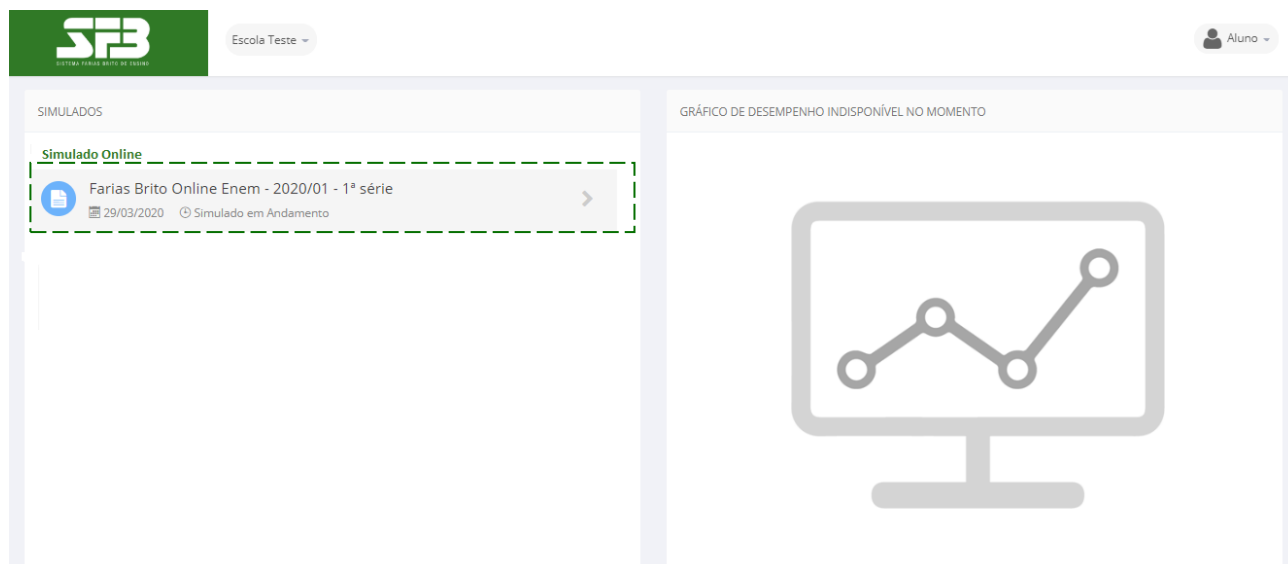 SFB
SISTEMA FARIAS BRITO DE ENSINO
Escola Teste
Aluno
SIMULADOS
Simulado Online
Farias Brito Online Enem - 2020/01 - 1ª série
29/03/2020 Simulado em Andamento
GRÁFICO DE DESEMPENHO INDISPONÍVEL NO MOMENTO